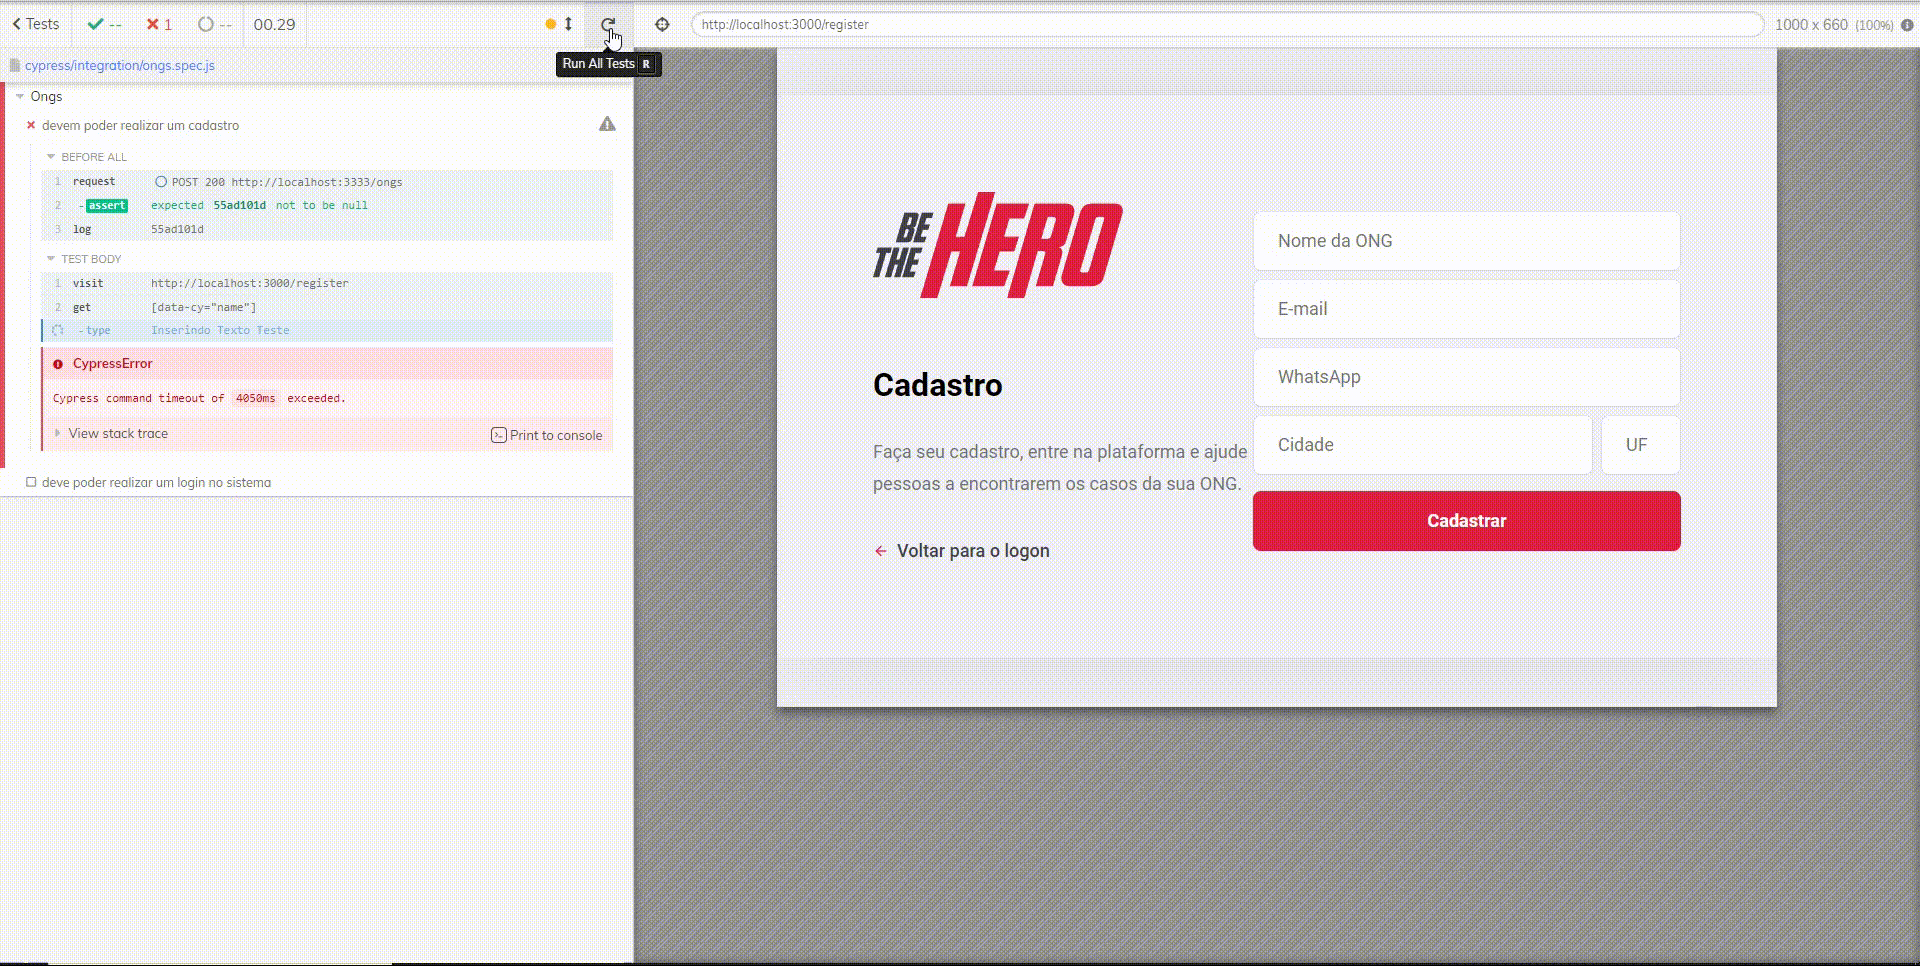 Tests
--
1
--
00.29
Run All Tests R
http://localhost:3000/register
1000 x 660 (100%)
cypress/integration/ongs.spec.js
Ongs
devem poder realizar um cadastro
BEFORE ALL
1 request POST 200 http://localhost:3333/ongs
2 -assert expected 55ad101d not to be null
3 log 55ad101d
TEST BODY
1 visit http://localhost:3000/register
2 get [data-cy="name"]
-type Inserindo Texto Teste
CypressError
Cypress command timeout of 4050ms exceeded.
View stack trace
Print to console
deve poder realizar um login no sistema
BE
THE
HERO
Cadastro
Faça seu cadastro, entre na plataforma e ajude
pessoas a encontrarem os casos da sua ONG.
Voltar para o logon
Nome da ONG
E-mail
WhatsApp
Cidade
UF
Cadastrar